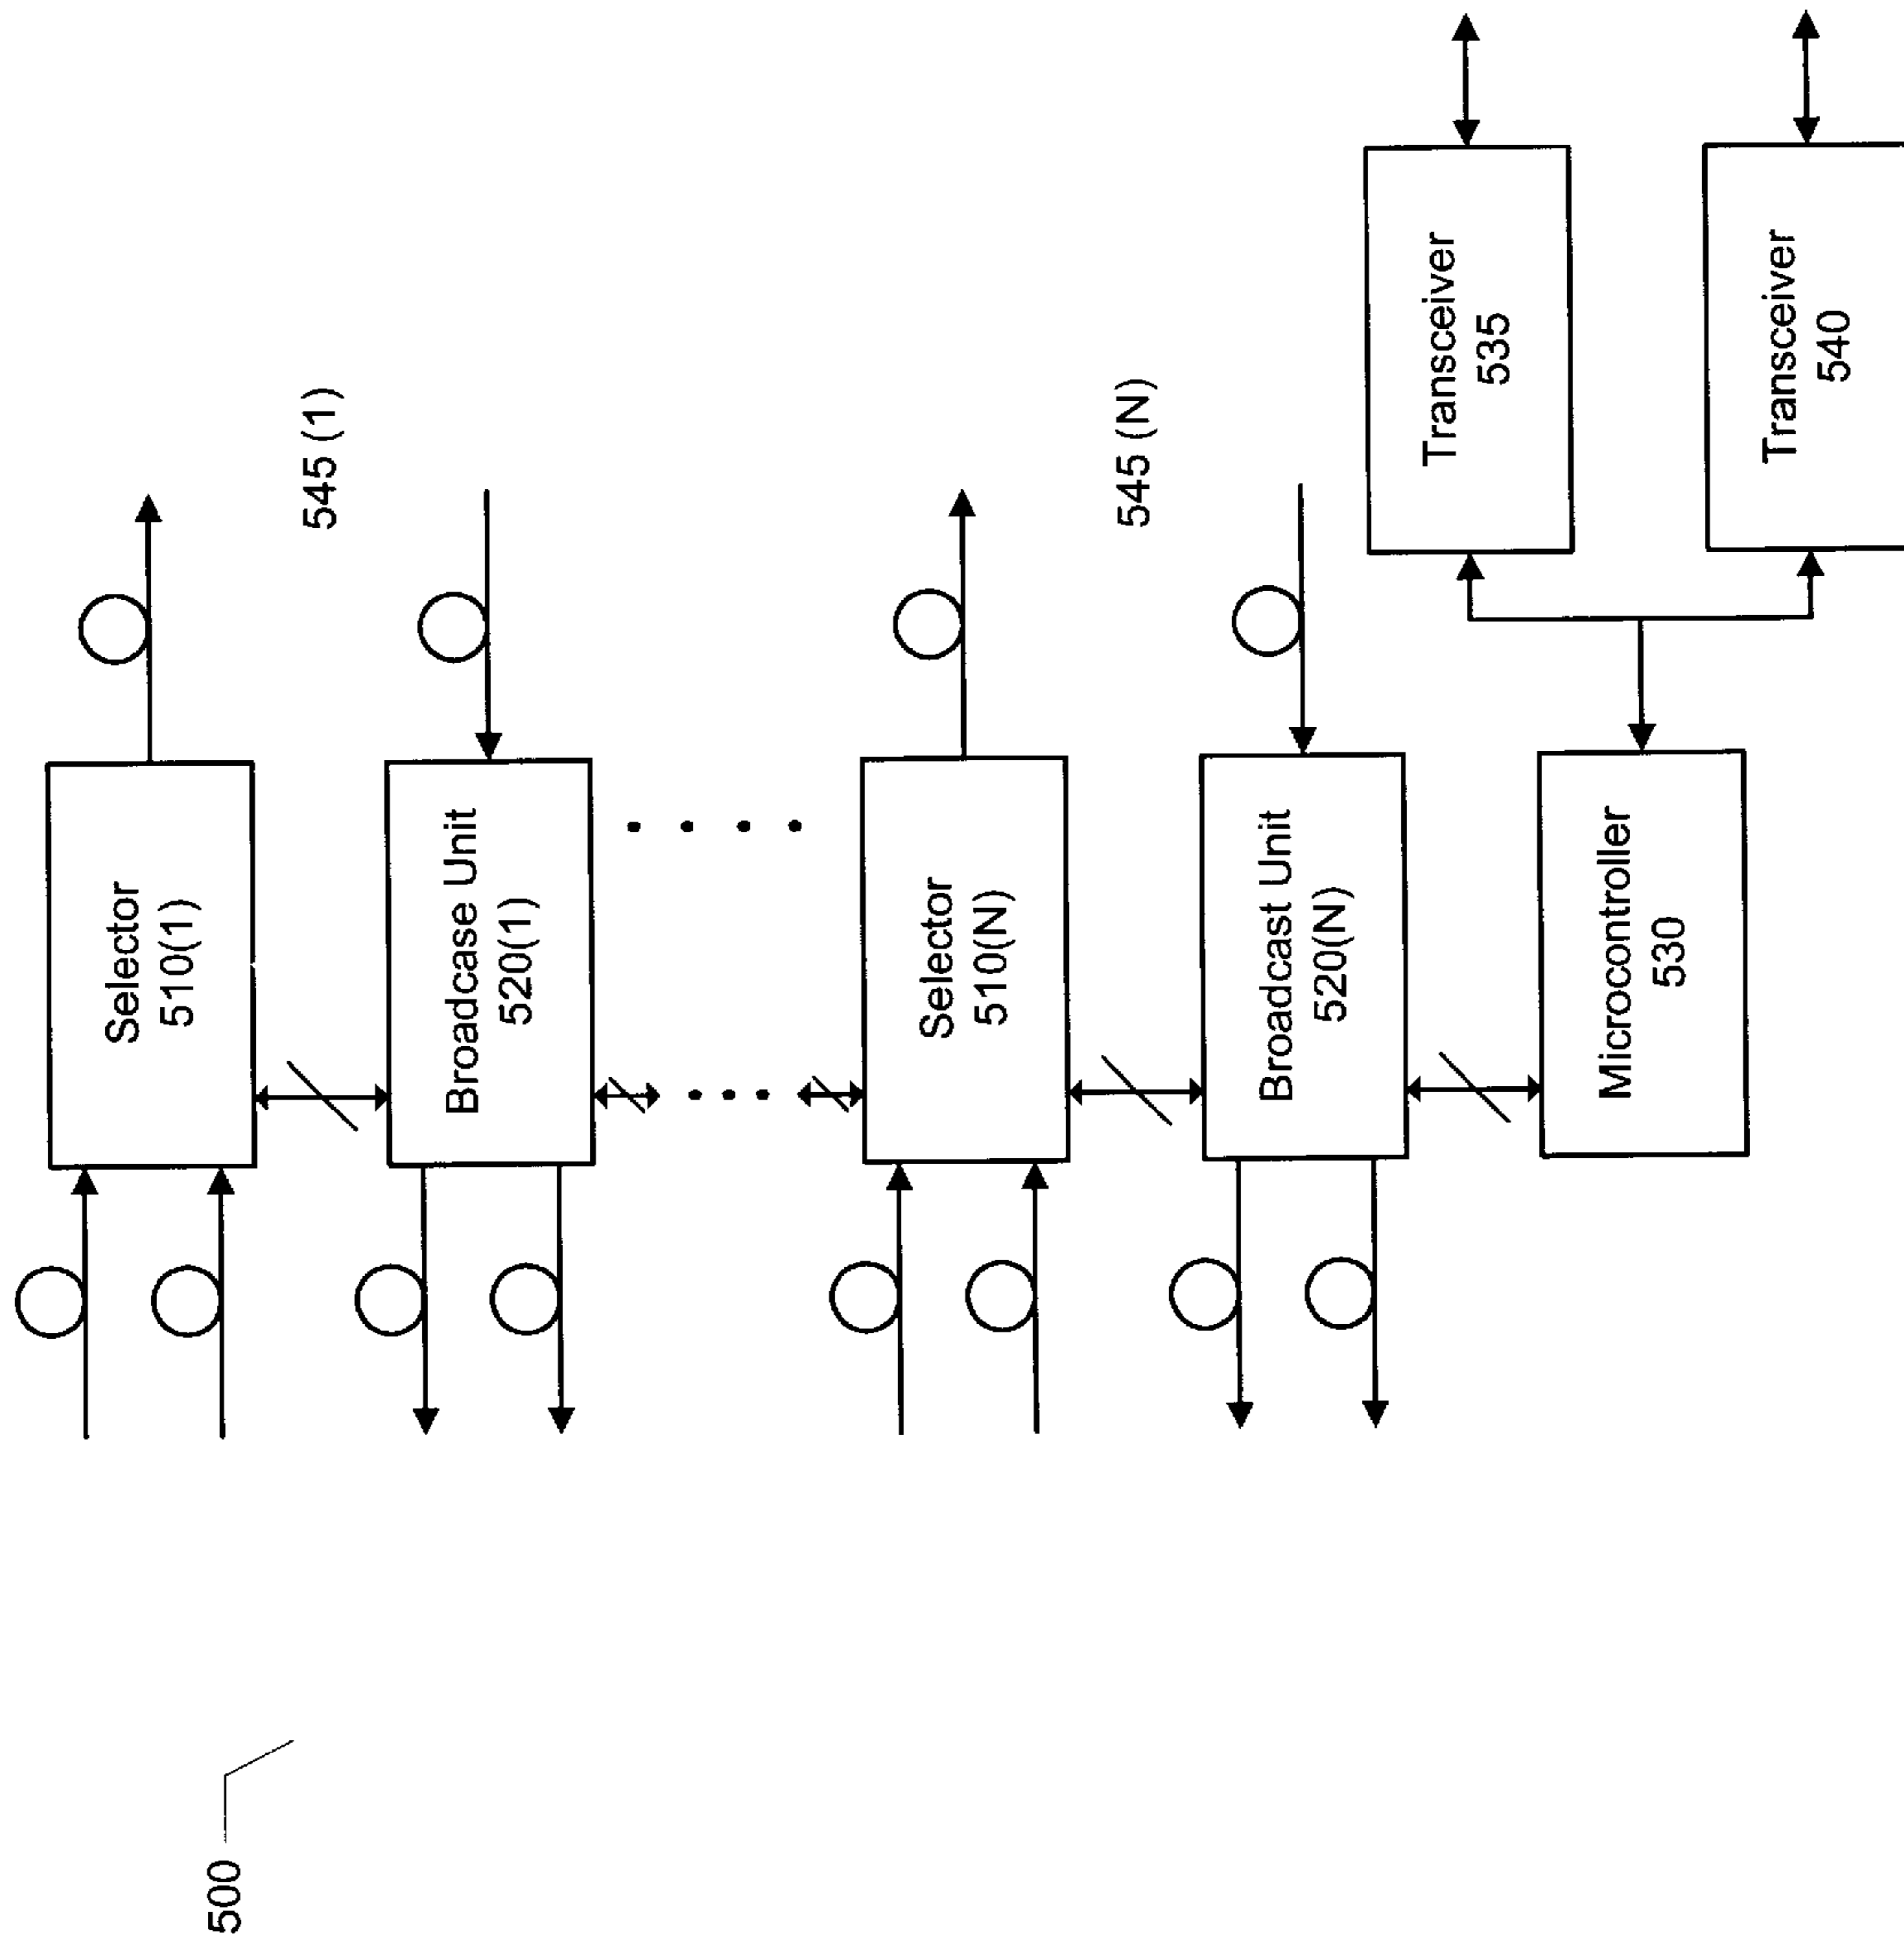 500
Selector
510(1)
545 (1)
Broadcase Unit
520(1)
Selector
510(N)
545 (N)
Broadcast Unit
520(N)
Microcontroller
530
Transceiver
535
Transceiver
540